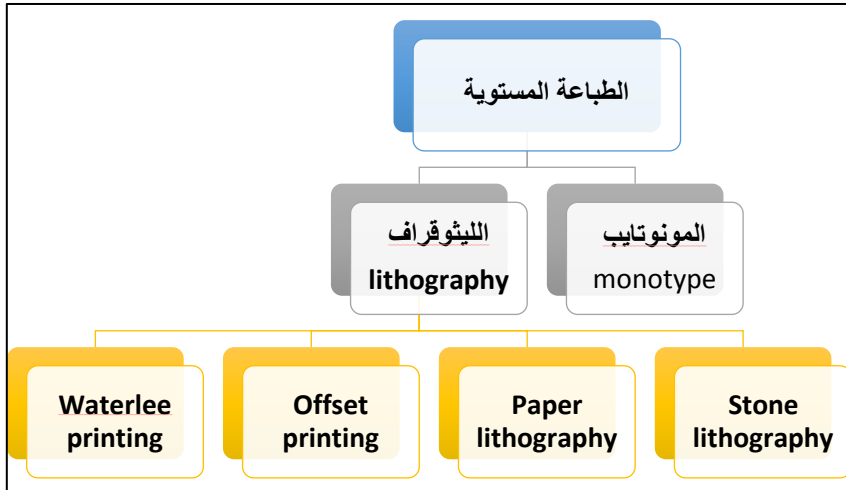 الطباعة المستوية
المونوتايب
monotype
الليثوقراف
lithography
Waterlee
printing
Offset
printing
Paper
lithography
Stone
lithography